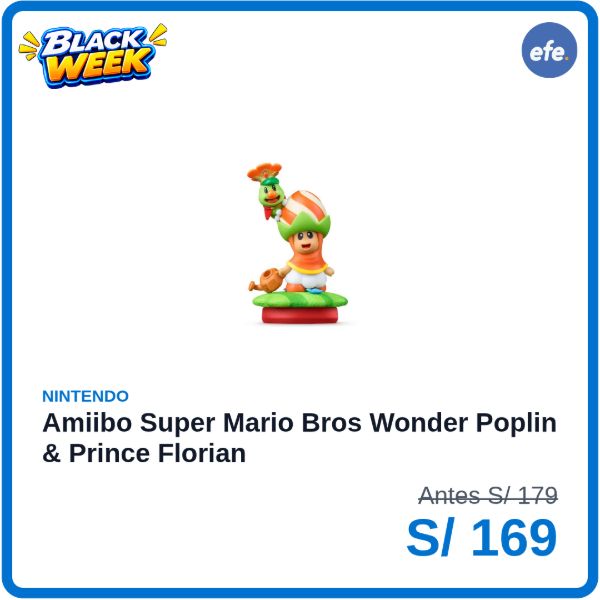 BLACK
WEEK
efe.
NINTENDO
Amiibo Super Mario Bros Wonder Poplin
& Prince Florian
Antes S/ 179
S/ 169